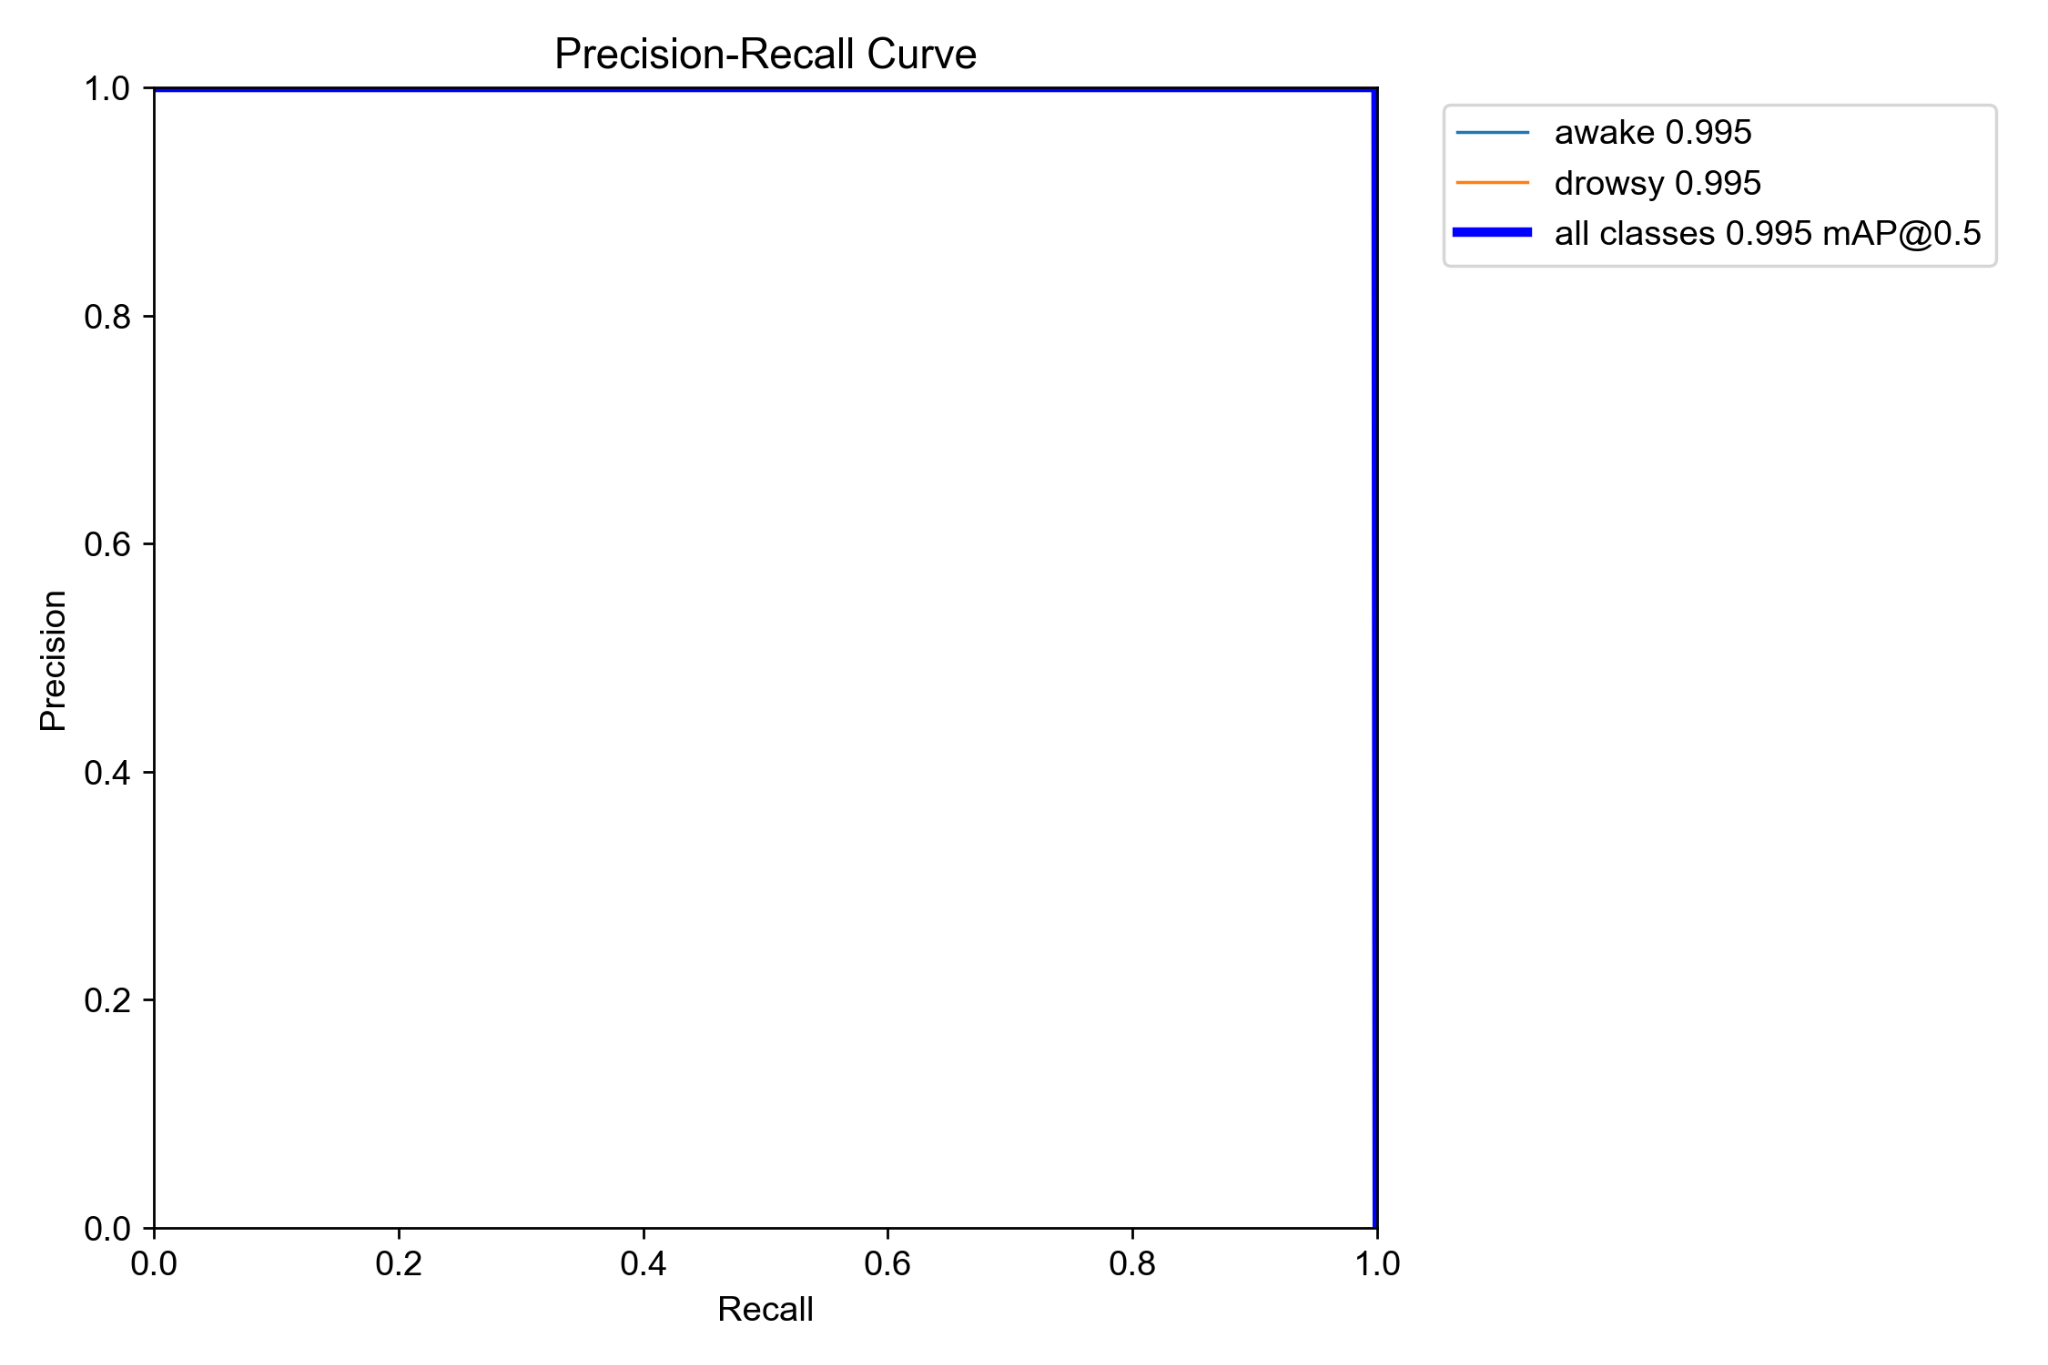 Precision-Recall Curve
1.0
0.8
0.6
0.4
0.2
0.0
Precision
0.0 0.2 0.4 0.6 0.8 1.0
Recall
awake 0.995
drowsy 0.995
all classes 0.995 mAP@0.5